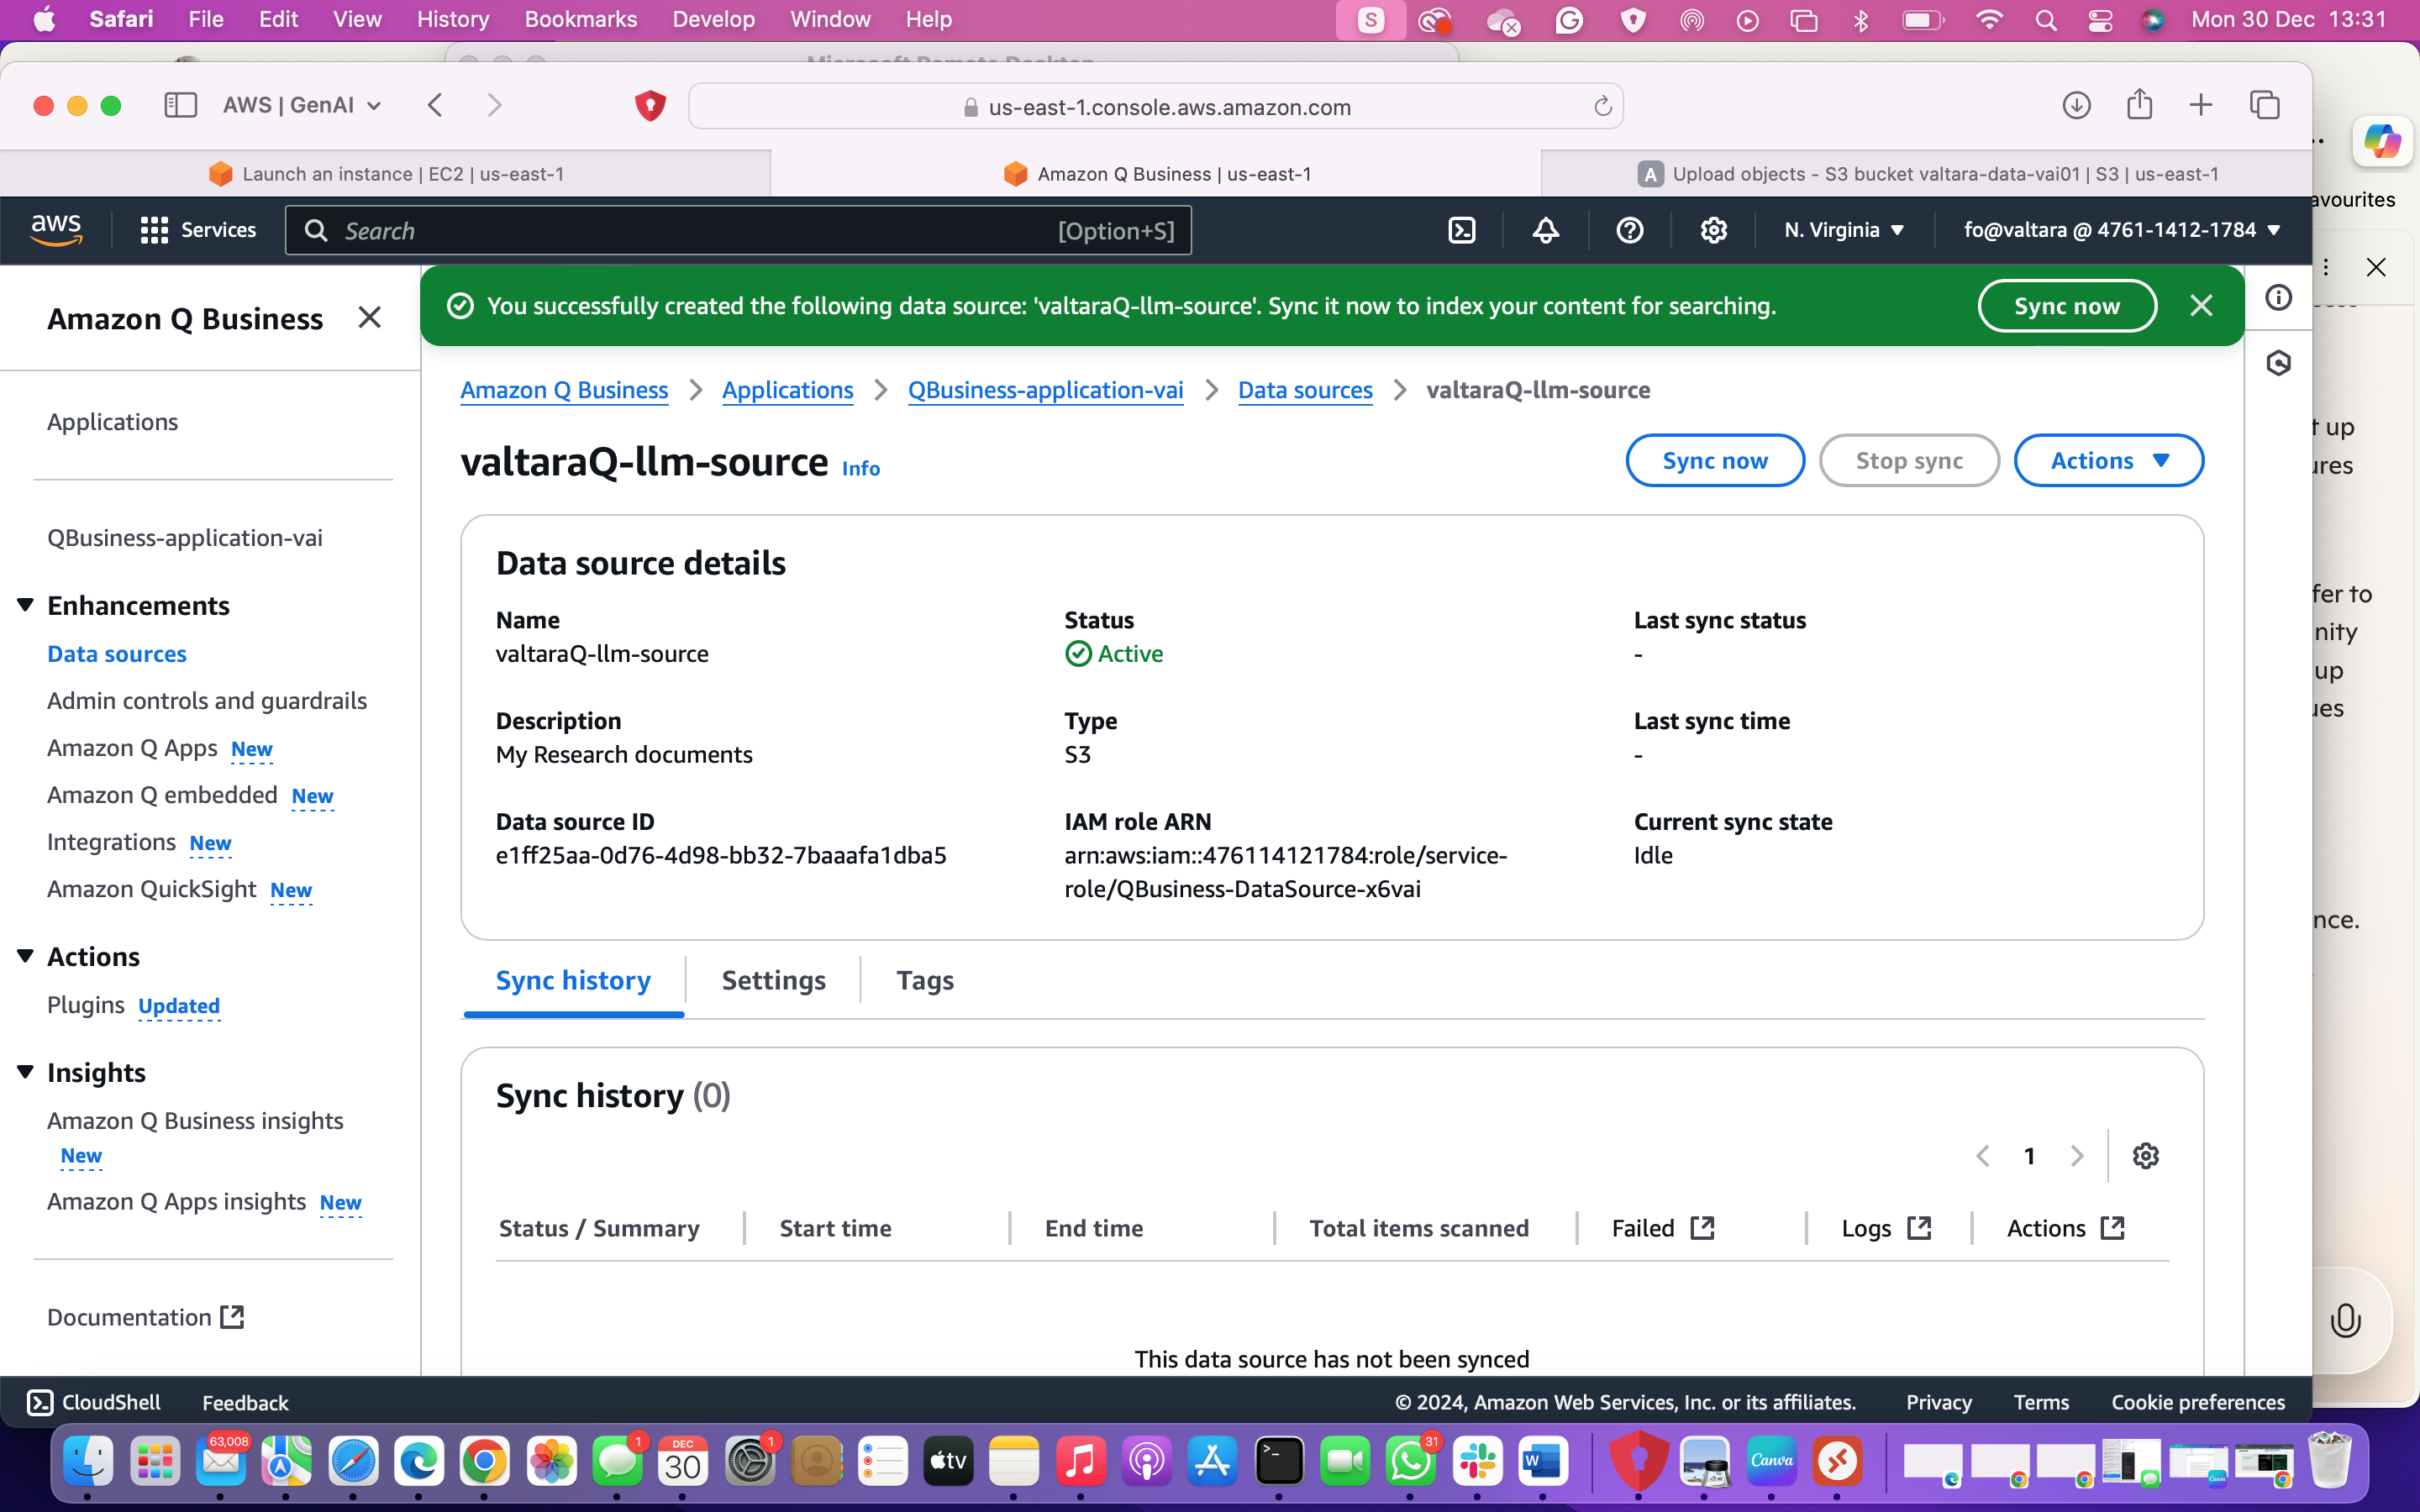 Safari File Edit View History Bookmarks Develop Window Help
S
Mon 30 Dec 13:31
AWS | GenAI
us-east-1.console.aws.amazon.com
Launch an instance | EC2 | us-east-1
Amazon Q Business | us-east-1
A Upload objects - S3 bucket valtara-data-vai01 | S3 | us-east-1
avourites
aws
Services
Search
[Option+S]
N. Virginia
fo@valtara @ 4761-1412-1784
Amazon Q Business
You successfully created the following data source: 'valtaraQ-llm-source'. Sync it now to index your content for searching.
Sync now
Amazon Q Business
Applications
QBusiness-application-vai
Data sources
valtaraQ-llm-source
Applications
QBusiness-application-vai
Enhancements
Data sources
Admin controls and guardrails
Amazon Q Apps New
Amazon Q embedded New
Integrations New
Amazon QuickSight New
Actions
Plugins Updated
Insights
Amazon Q Business insights
New
Amazon Q Apps insights New
Documentation
valtaraQ-llm-source Info
Sync now
Stop sync
Actions
Data source details
Name
valtaraQ-llm-source
Description
My Research documents
Data source ID
e1ff25aa-0d76-4d98-bb32-7baaafa1dba5
Status
Active
Type
S3
IAM role ARN
arn:aws:iam::476114121784:role/service-
role/QBusiness-DataSource-x6vai
Last sync status
-
Last sync time
-
Current sync state
Idle
Sync history
Settings
Tags
Sync history (0)
1
Status / Summary
Start time
End time
Total items scanned
Failed
Logs
Actions
This data source has not been synced
up
fer to
nity
up
nce.
CloudShell
Feedback
© 2024, Amazon Web Services, Inc. or its affiliates.
Privacy
Terms
Cookie preferences
63,008
1
DEC
30
1
tv
31
W
Canva